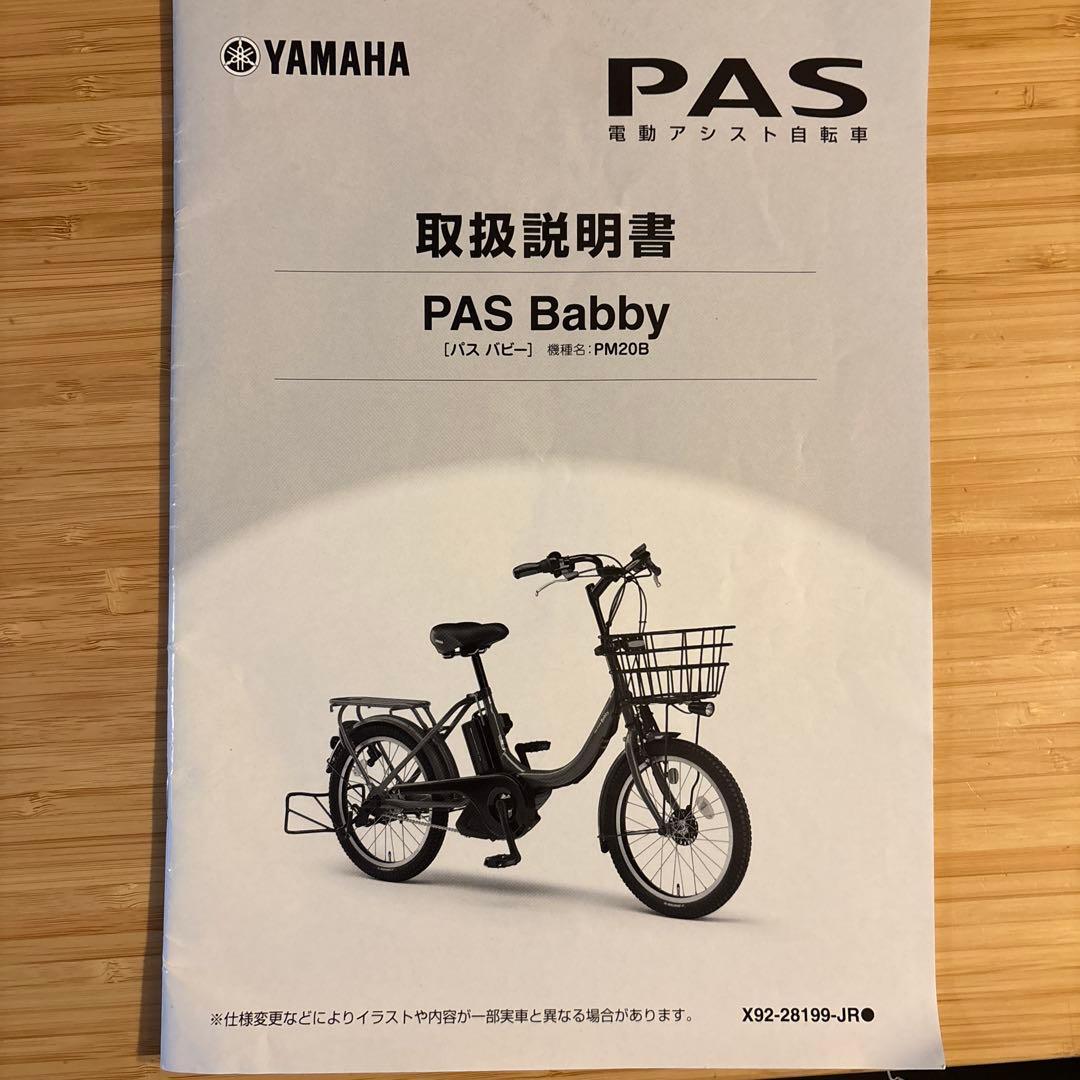 YAMAHA
PAS
電動アシスト自転車
取扱説明書
PAS Babby
[パス バビー] 機種名:PM20B
※仕様変更などによりイラストや内容が一部実車と異なる場合があります。
X92-28199-JR●